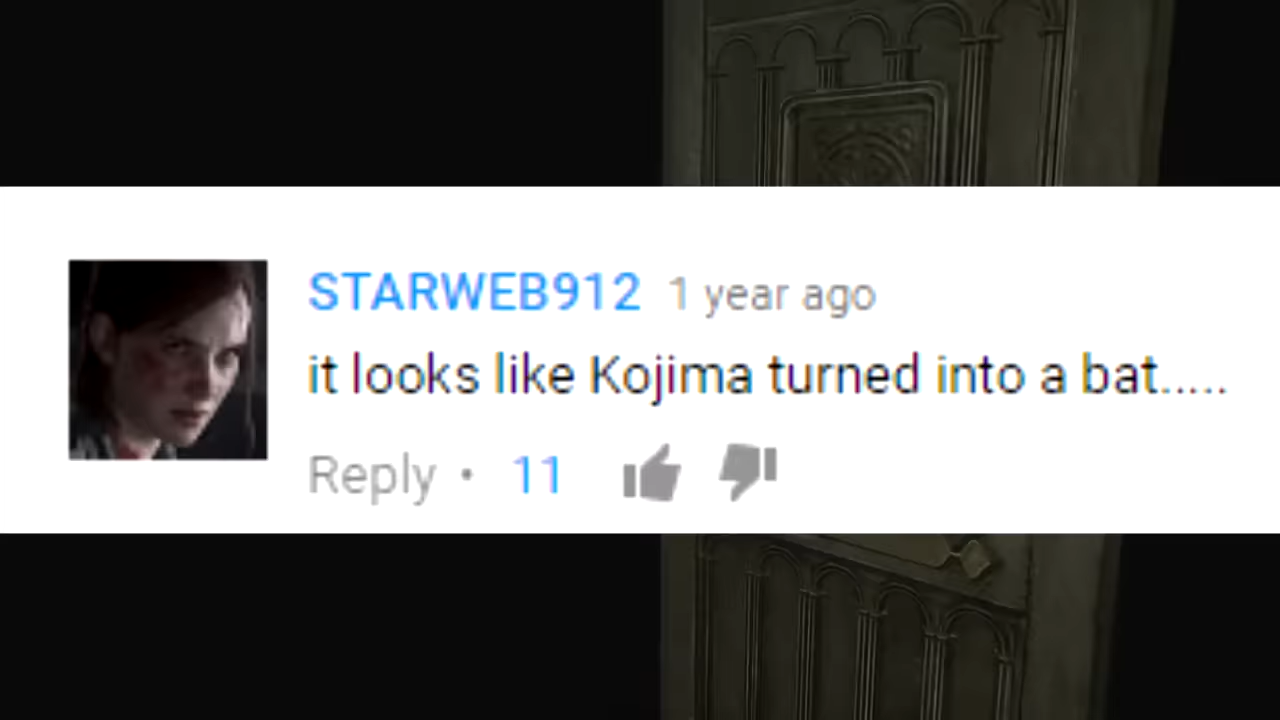 STARWEB912 1 year ago
it looks like Kojima turned into a bat.....
Reply • 11